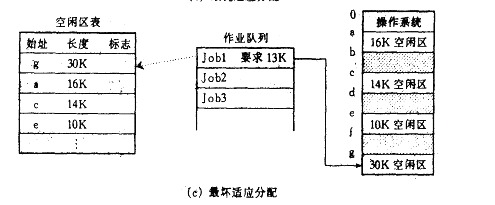 空闲区表
始址 长度 标志
g 30K
a 16K
c 14K
e 10K
⋮
作业队列
Job1 要求 13K
Job2
Job3
0
操作系统
a
16K 空闲区
b
c
14K 空闲区
d
e
10K 空闲区
f
g
30K 空闲区
(c) 最坏适应分配